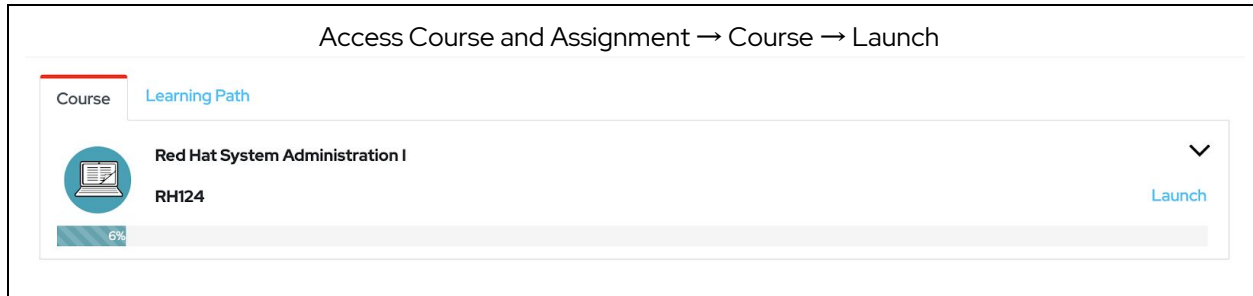 Access Course and Assignment → Course → Launch
Course
Learning Path
Red Hat System Administration I
RH124
Launch
6%